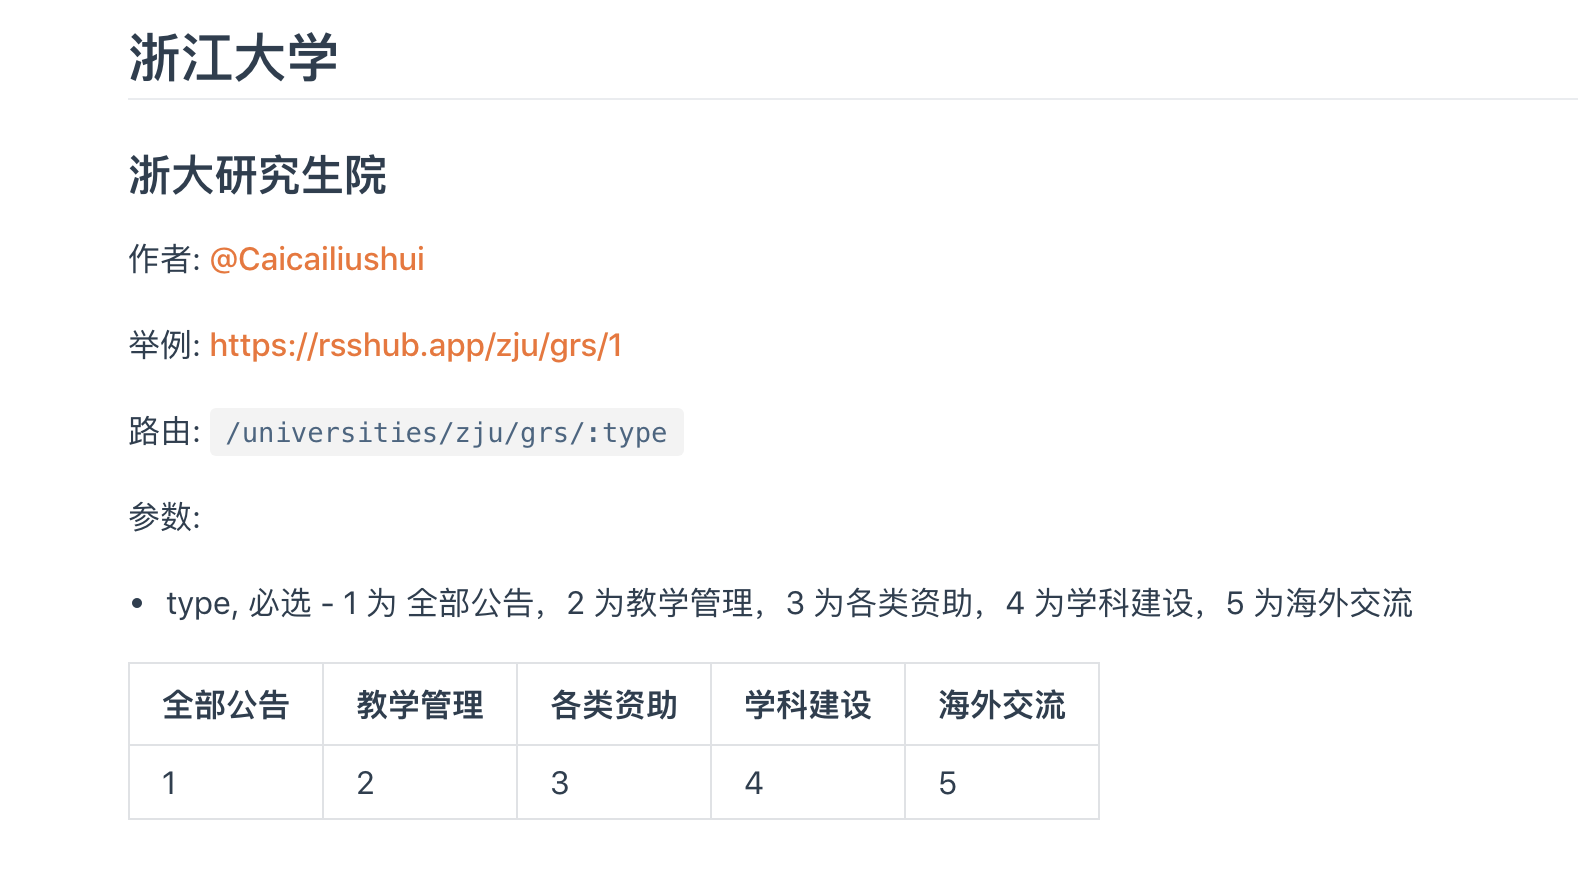 浙江大学
浙大研究生院
作者: @Caicailiushui
举例: https://rsshub.app/zju/grs/1
路由: /universities/zju/grs/:type
参数:
• type, 必选 - 1 为 全部公告，2 为教学管理，3 为各类资助，4 为学科建设，5 为海外交流
全部公告 教学管理 各类资助 学科建设 海外交流
1 2 3 4 5